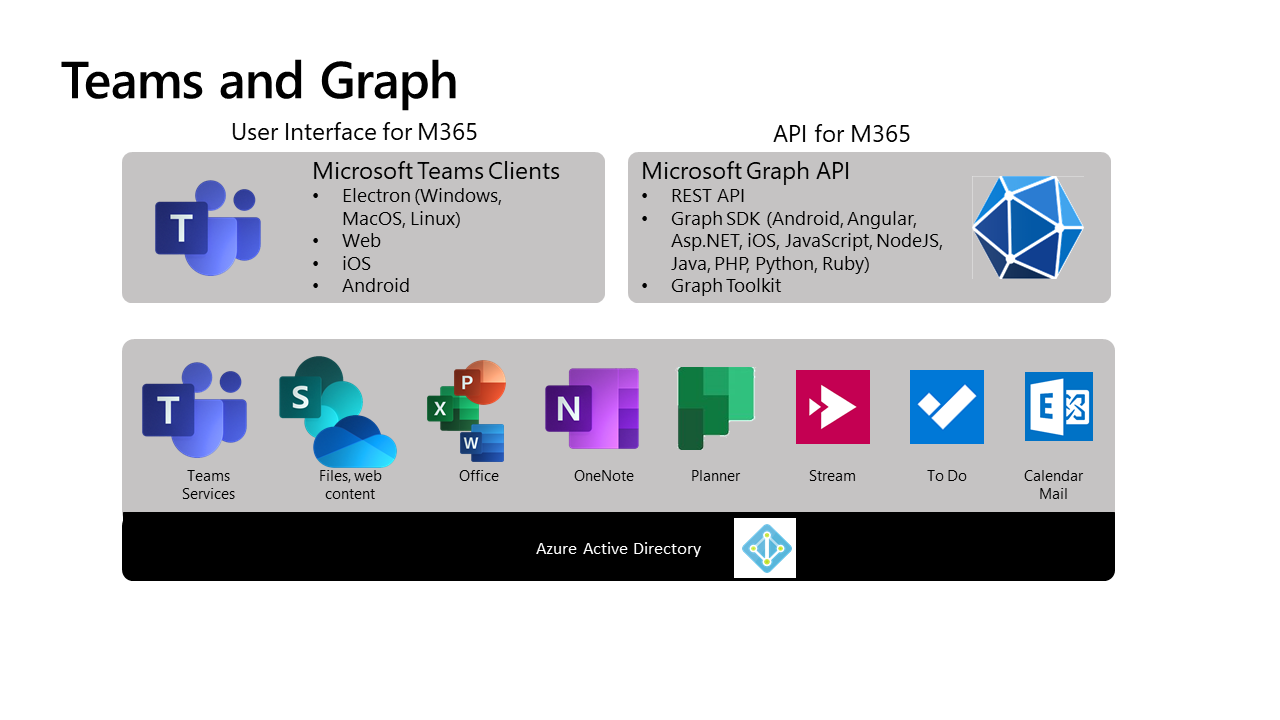 Teams and Graph
User Interface for M365
API for M365
Microsoft Teams Clients
• Electron (Windows,
MacOS, Linux)
• Web
• iOS
• Android
T
Microsoft Graph API
• REST API
• Graph SDK (Android, Angular,
Asp.NET, iOS, JavaScript, NodeJS,
Java, PHP, Python, Ruby)
• Graph Toolkit
T
S
P
X
W
N
E
Teams
Services
Files, web
content
Office
OneNote
Planner
Stream
To Do
Calendar
Mail
Azure Active Directory